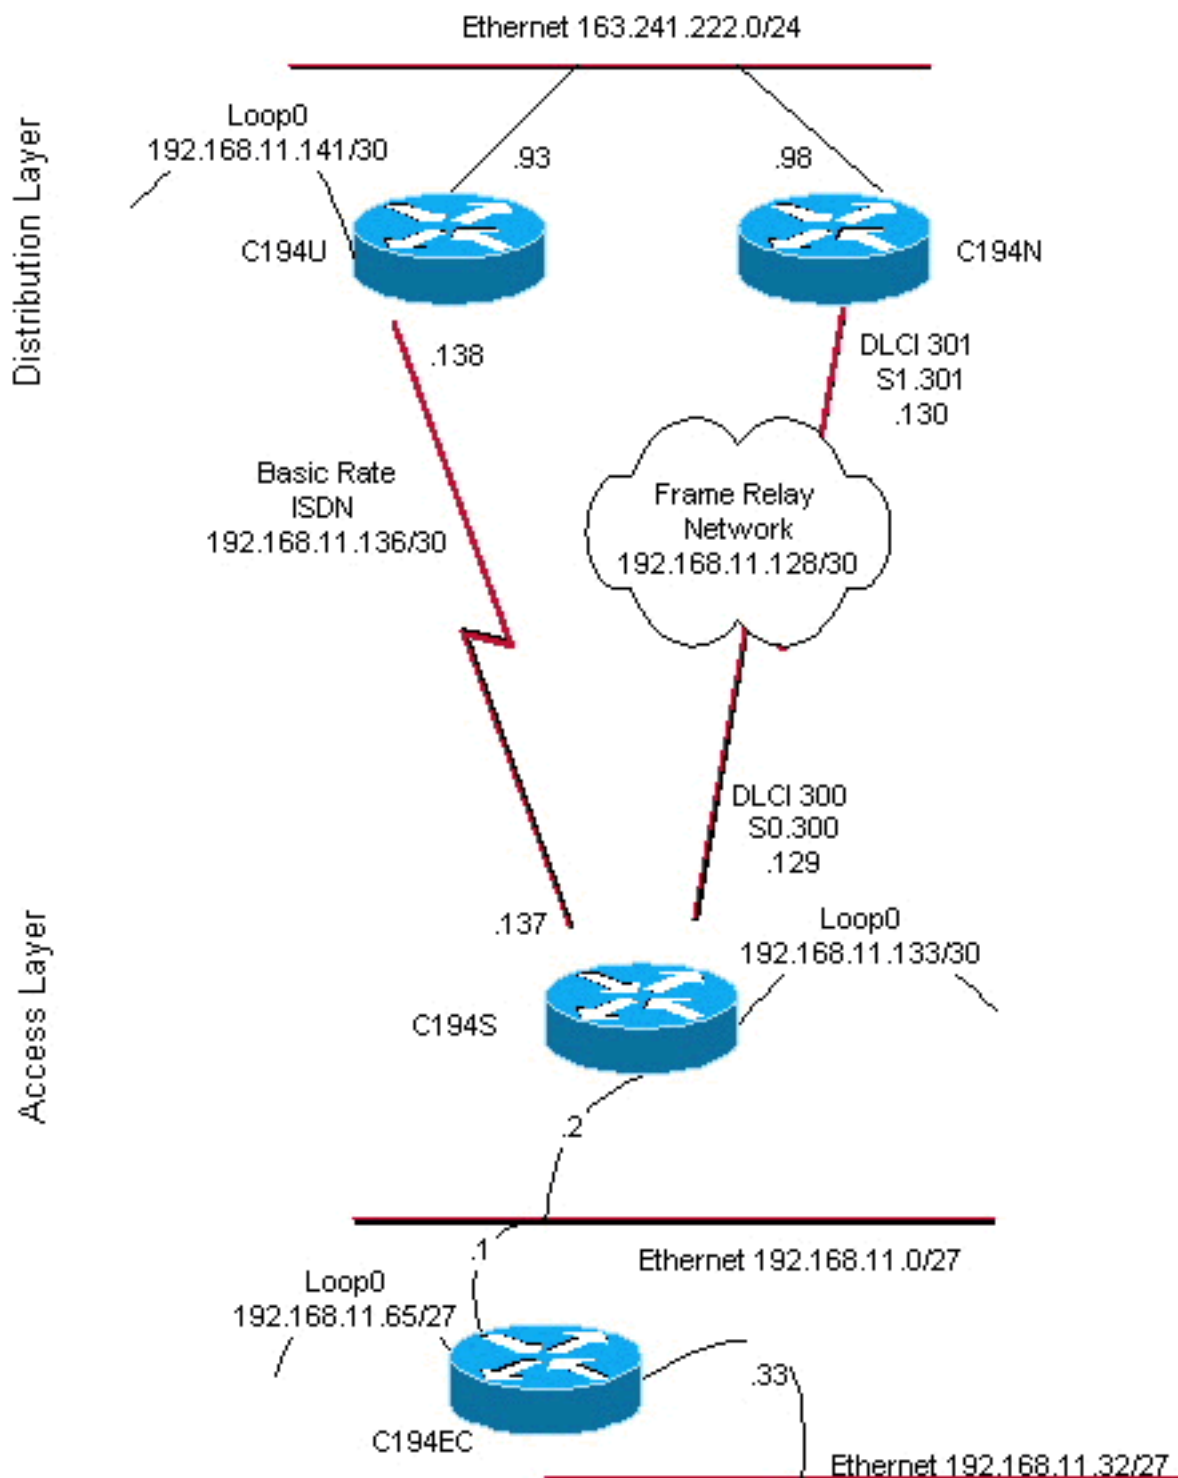 Ethernet 163.241.222.0/24
Distribution Layer
Loop0
192.168.11.141/30
.93
.98
C194U
C194N
.138
DLCI 301
S1.301
.130
Basic Rate
ISDN
192.168.11.136/30
Frame Relay
Network
192.168.11.128/30
DLCI 300
S0.300
.129
Access Layer
.137
Loop0
192.168.11.133/30
C194S
.2
.1
Ethernet 192.168.11.0/27
Loop0
192.168.11.65/27
.33
C194EC
Ethernet 192.168.11.32/27